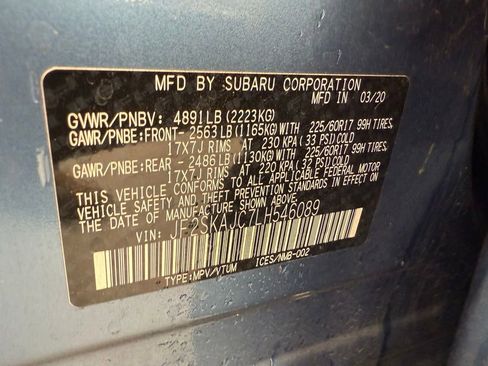 MFD BY SUBARU CORPORATION
MFD IN 03/20
GVWR/PNBV: 4891LB (2223KG)
GAWR/PNBE:FRONT- 2563LB(1165KG)WITH 225/60R17 99H TIRES,
17X7J RIMS AT 230 KPA(33 PSI)COLD
GAWR/PNBE:REAR -2486LB(1130KG)WITH 225/60R17 99H TIRES,
17X7J RIMS AT 220 KPA(32 PSI)COLD
THIS VEHICLE CONFORMS TO ALL APPLICABLE FEDERAL MOTOR
VEHICLE SAFETY AND THEFT PREVENTION STANDARDS IN EFFECT
ON THE DATE OF MANUFACTURE SHOWN ABOVE.
VIN: JF2SKAJC7LH546089
TYPE:MPV/VTUM ICES/NMB-002